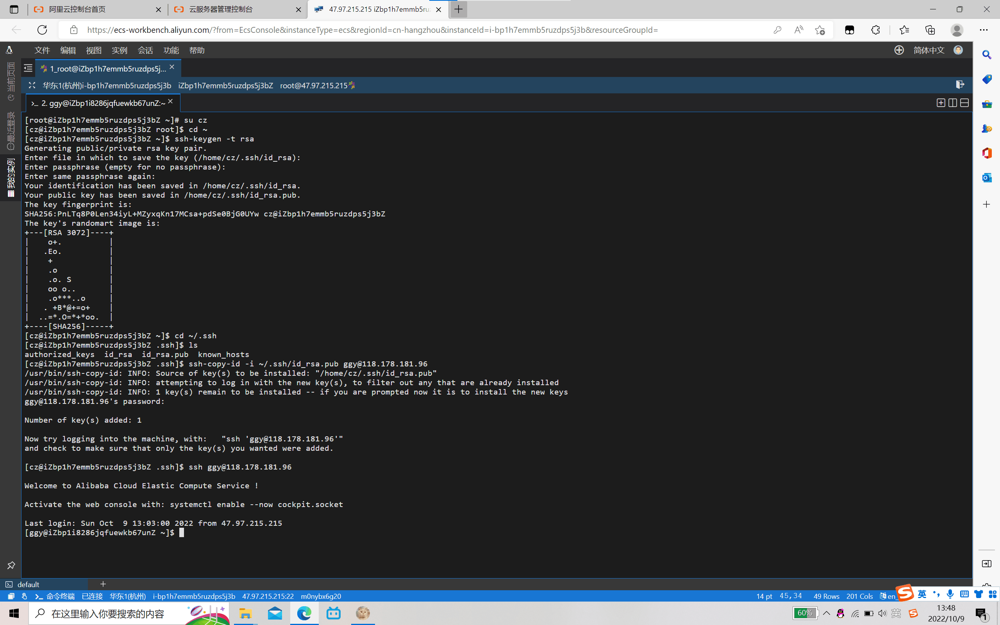 阿里云控制台首页
云服务器管理控制台
47.97.215.215 iZbp1h7emmb5ru
https://ecs-workbench.aliyun.com/?from=EcsConsole&instanceType=ecs&regionId=cn-hangzhou&instanceId=i-bp1h7emmb5ruzdps5j3b&resourceGroupId=
文件 编辑 视图 实例 会话 功能 帮助
简体中文
当前页面
最近登录
我的实例
1_root@iZbp1h7emmb5ruzdps5j...
华东1(杭州)i-bp1h7emmb5ruzdps5j3b iZbp1h7emmb5ruzdps5j3bZ root@47.97.215.215
2. ggy@iZbp1i8286jqfuewkb67unZ:~
[root@iZbp1h7emmb5ruzdps5j3bZ ~]# su cz
[cz@iZbp1h7emmb5ruzdps5j3bZ root]$ cd ~
[cz@iZbp1h7emmb5ruzdps5j3bZ ~]$ ssh-keygen -t rsa
Generating public/private rsa key pair.
Enter file in which to save the key (/home/cz/.ssh/id_rsa):
Enter passphrase (empty for no passphrase):
Enter same passphrase again:
Your identification has been saved in /home/cz/.ssh/id_rsa.
Your public key has been saved in /home/cz/.ssh/id_rsa.pub.
The key fingerprint is:
SHA256:PnLTq8P0Len34iyL+MZyxqKn17MCsa+pdSe0BjG0UYw cz@iZbp1h7emmb5ruzdps5j3bZ
The key's randomart image is:
+---[RSA 3072]----+
|    o+.          |
|   .Eo.          |
|    +            |
|    .o           |
|    .o. S        |
|    oo o..       |
|    .o***..o     |
|   . +B*@+=o+    |
|  ..=*.O=*+*oo.  |
+----[SHA256]-----+
[cz@iZbp1h7emmb5ruzdps5j3bZ ~]$ cd ~/.ssh
[cz@iZbp1h7emmb5ruzdps5j3bZ .ssh]$ ls
authorized_keys  id_rsa  id_rsa.pub  known_hosts
[cz@iZbp1h7emmb5ruzdps5j3bZ .ssh]$ ssh-copy-id -i ~/.ssh/id_rsa.pub ggy@118.178.181.96
/usr/bin/ssh-copy-id: INFO: Source of key(s) to be installed: "/home/cz/.ssh/id_rsa.pub"
/usr/bin/ssh-copy-id: INFO: attempting to log in with the new key(s), to filter out any that are already installed
/usr/bin/ssh-copy-id: INFO: 1 key(s) remain to be installed -- if you are prompted now it is to install the new keys
ggy@118.178.181.96's password:
Number of key(s) added: 1
Now try logging into the machine, with:   "ssh 'ggy@118.178.181.96'"
and check to make sure that only the key(s) you wanted were added.
[cz@iZbp1h7emmb5ruzdps5j3bZ .ssh]$ ssh ggy@118.178.181.96
Welcome to Alibaba Cloud Elastic Compute Service !
Activate the web console with: systemctl enable --now cockpit.socket
Last login: Sun Oct  9 13:03:00 2022 from 47.97.215.215
[ggy@iZbp1i8286jqfuewkb67unZ ~]$
default
命令终端 已连接 华东1(杭州) i-bp1h7emmb5ruzdps5j3b 47.97.215.215:22 m0nybx6g20
14 pt 45,34 49 Rows 201 Cols en_
英
在这里输入你要搜索的内容
60%
英
13:48
2022/10/9
1